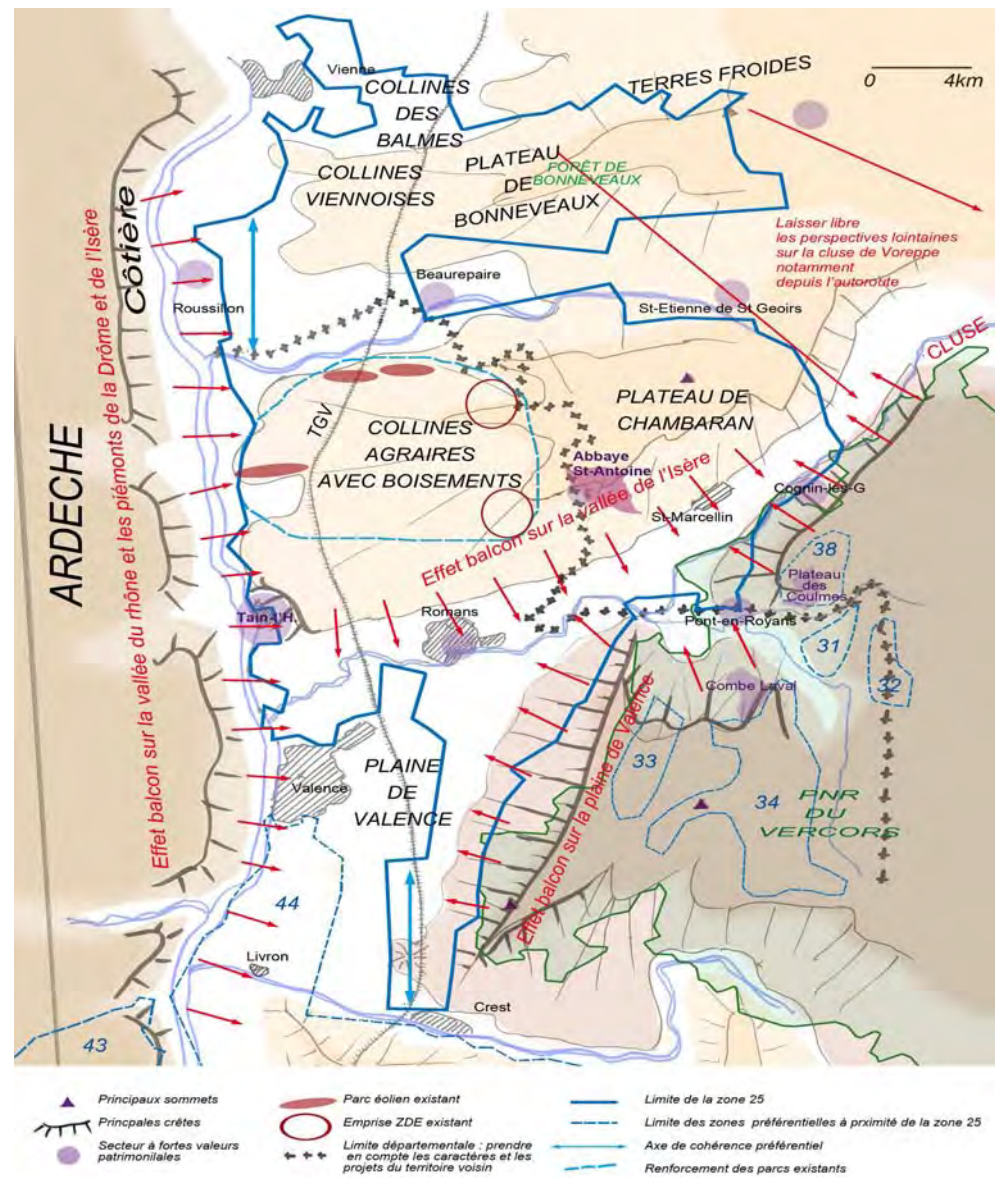 Vienne
COLLINES
DES
BALMES
TERRES FROIDES
0 4km
COLLINES
VIENNOISES
PLATEAU
DE
BONNEVEAUX
FORÊT DE
BONNEVEAUX
Laisser libre
les perspectives lointaines
sur la cluse de Voreppe
notamment
depuis l'autoroute
Côtière
Roussillon
Beaurepaire
St-Etienne de St Geoirs
CLUSE
ARDECHE
Effet balcon sur la vallée du rhône et les piémonts de la Drôme et de l'Isère
TGV
COLLINES
AGRAIRES
AVEC BOISEMENTS
PLATEAU DE
CHAMBARAN
Abbaye
St-Antoine
Effet balcon sur la vallée de l'Isère
St-Marcellin
Cognin-les-G
38
Plateau
des
Coulmes
Tain-l'H.
Romans
Pont-en-Royans
31
32
Combe Laval
33
34
PNR
DU
VERCORS
Effet balcon sur la plaine de Valence
Valence
PLAINE
DE
VALENCE
44
Livron
Crest
43
Principaux sommets
Princpales crêtes
Secteur à fortes valeurs
patrimonilales
Parc éolien existant
Emprise ZDE existant
Limite départementale : prendre
en compte les caractéres et les
projets du territoire voisin
Limite de la zone 25
Limite des zones préférentielles à prximité de la zone 25
Axe de cohérence préférentiel
Renforcement des parcs existants